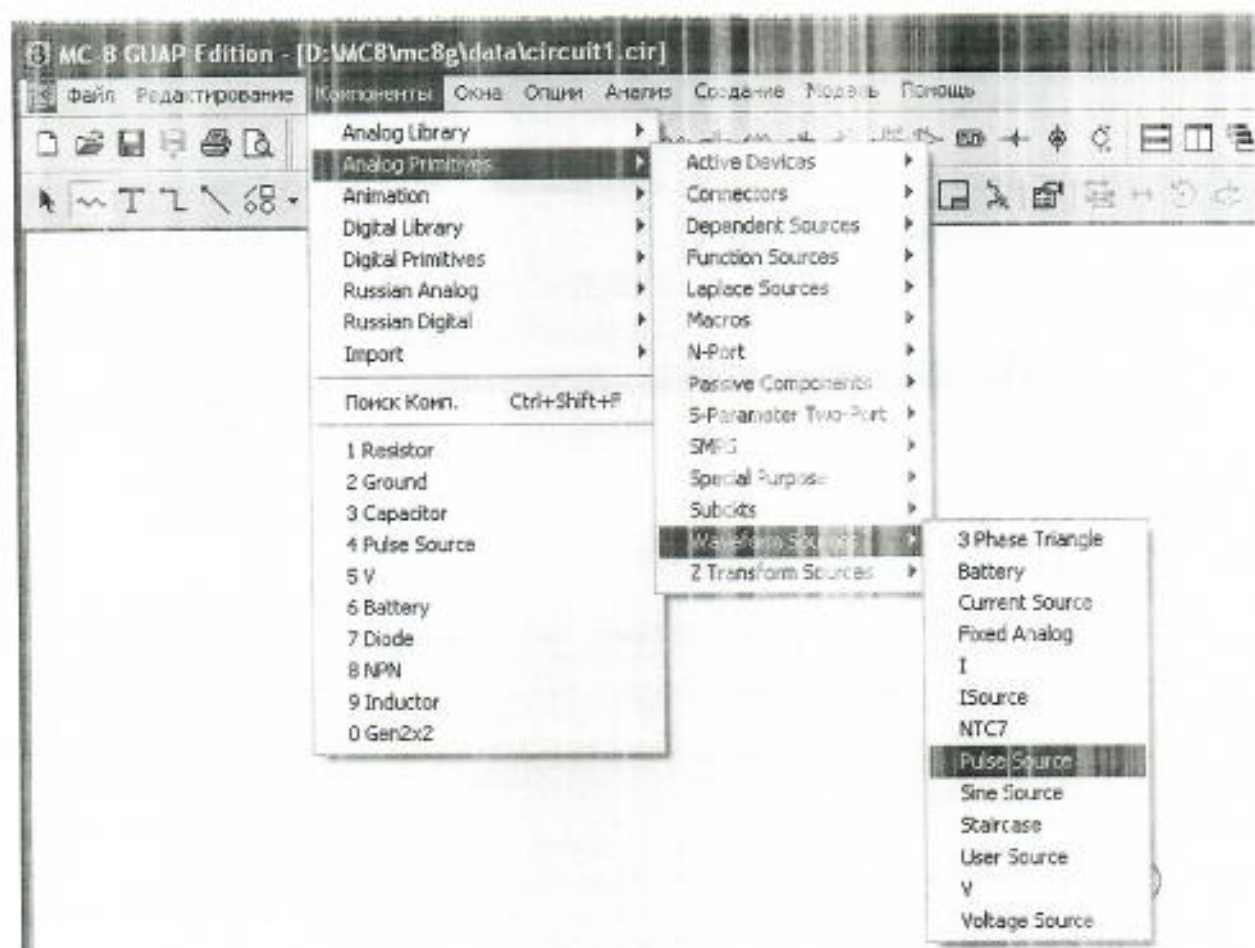 MC-8 GUAP Edition - [D:\MC8\mc8g\data\circuit1.cir]
Файл Редактирование Компоненты Окна Опции Анализ Создание Модель Помощь
Analog Library
Analog Primitives
Animation
Digital Library
Digital Primitives
Russian Analog
Russian Digital
Import
Поиск Комп. Ctrl+Shift+F
1 Resistor
2 Ground
3 Capacitor
4 Pulse Source
5 V
6 Battery
7 Diode
8 NPN
9 Inductor
0 Gen2x2
Active Devices
Connectors
Dependent Sources
Function Sources
Laplace Sources
Macros
N-Port
Passive Components
S-Parameter Two-Port
SMPS
Special Purpose
Subckts
Waveform Sources
Z Transform Sources
3 Phase Triangle
Battery
Current Source
Fixed Analog
I
ISource
NTC7
Pulse Source
Sine Source
Staircase
User Source
V
Voltage Source